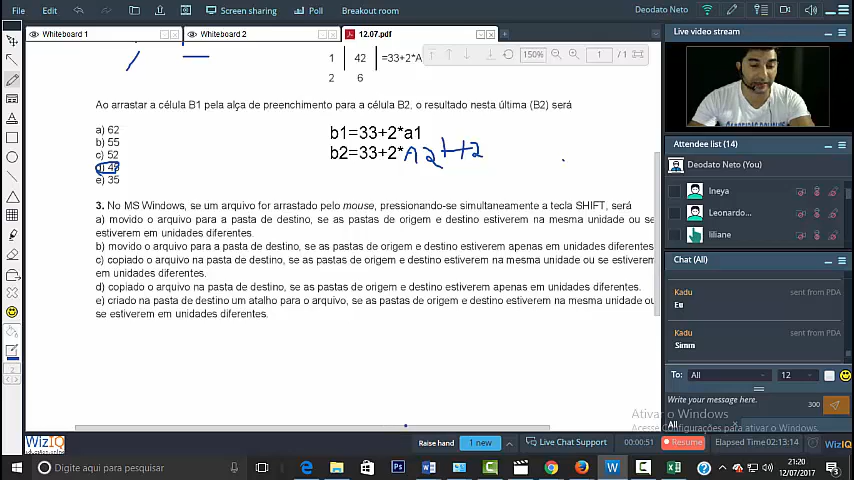 File Edit Screen sharing Poll Breakout room Deodato Neto
Whiteboard 1 Whiteboard 2 12.07.pdf
Live video stream
1 42 =33+2*A
150% 1 / 1
2 6
Ao arrastar a célula B1 pela alça de preenchimento para a célula B2, o resultado nesta última (B2) será
a) 62
b) 55
c) 52
e) 35
b1=33+2*a1
b2=33+2*
3. No MS Windows, se um arquivo for arrastado pelo mouse, pressionando-se simultaneamente a tecla SHIFT, será
a) movido o arquivo para a pasta de destino, se as pastas de origem e destino estiverem na mesma unidade ou se
estiverem em unidades diferentes.
b) movido o arquivo para a pasta de destino, se as pastas de origem e destino estiverem apenas em unidades diferentes
c) copiado o arquivo na pasta de destino, se as pastas de origem e destino estiverem na mesma unidade ou se estiverem
em unidades diferentes.
d) copiado o arquivo na pasta de destino, se as pastas de origem e destino estiverem apenas em unidades diferentes.
e) criado na pasta de destino um atalho para o arquivo, se as pastas de origem e destino estiverem na mesma unidade ou
se estiverem em unidades diferentes.
Attendee list (14)
Deodato Neto (You)
Ineya
Leonardo...
liliane
Chat (All)
Kadu sent from PDA
Eu
Kadu sent from PDA
Simm
To: All 12
Write your message here. 300
All
Ativar o Windows
Acesse Configurações para ativar o Windows.
WizIQ
Raise hand 1 new Live Chat Support 00:00:51 Resume Elapsed Time: 02:13:14 WizIQ
Digite aqui para pesquisar
21:20
12/07/2017